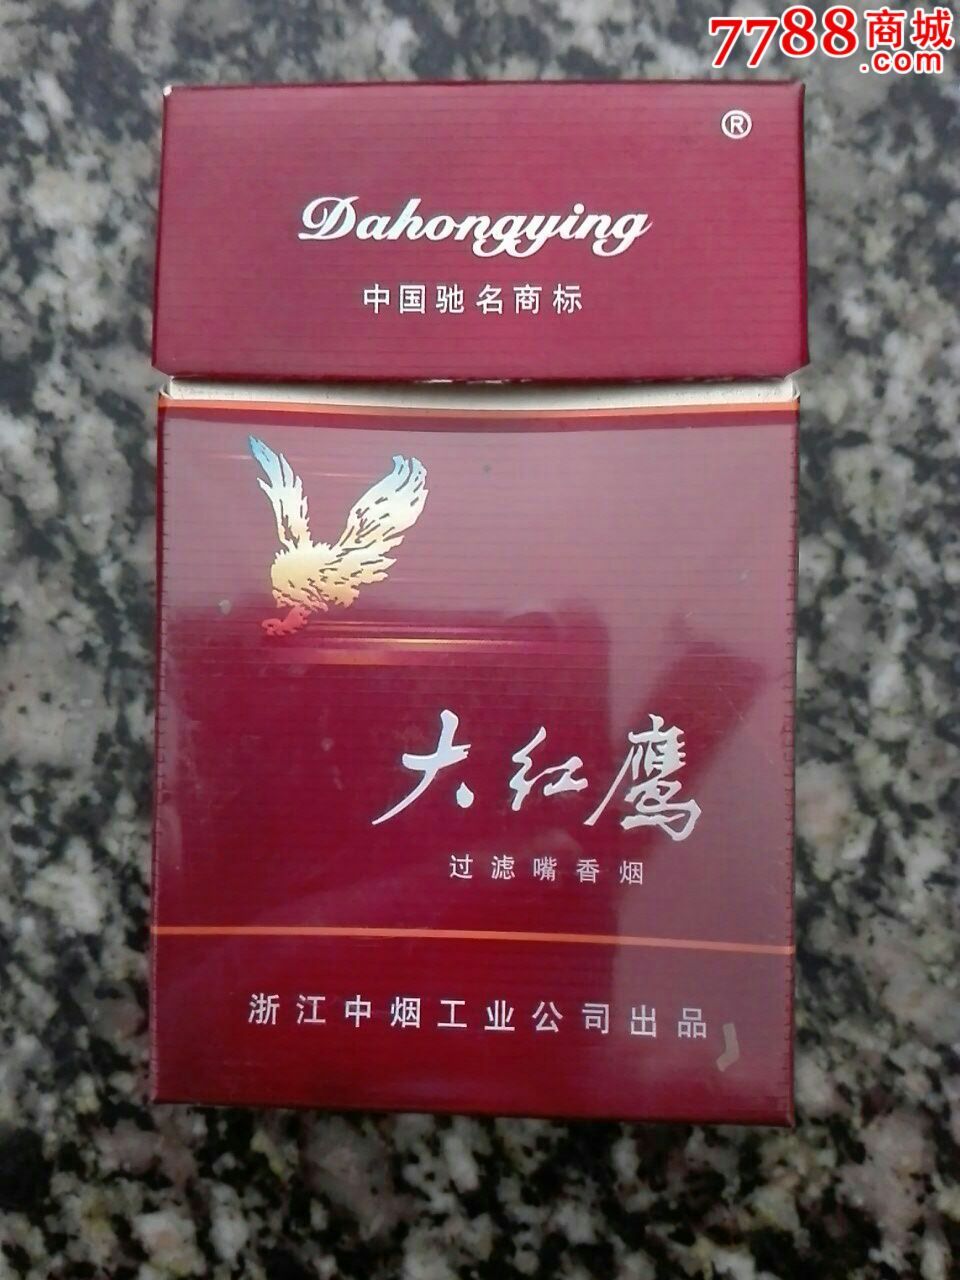 7788商城
.com
®
Dahongying
中国驰名商标
大红鹰
过滤嘴香烟
浙江中烟工业公司出品